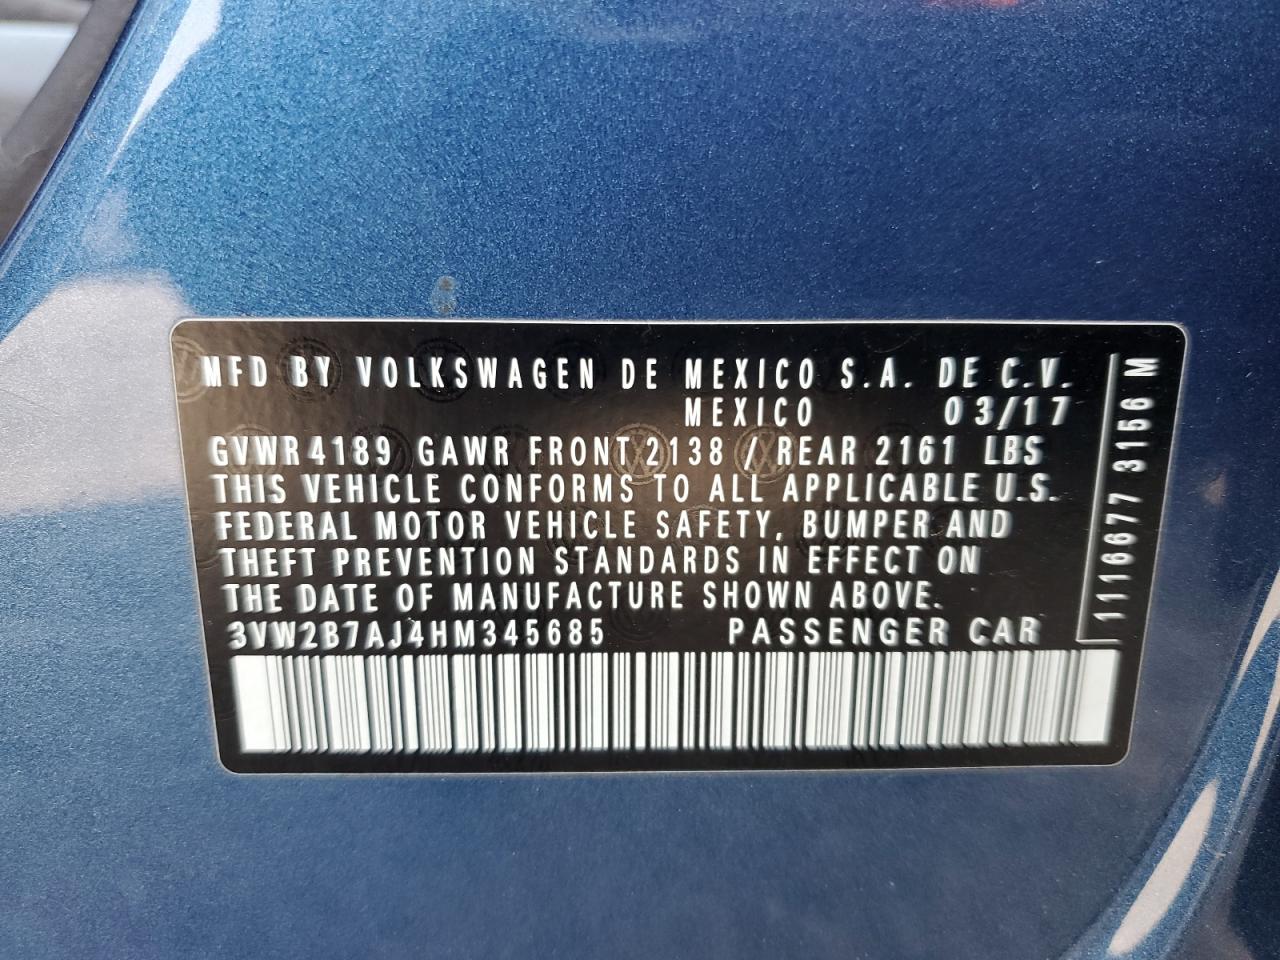 MFD BY VOLKSWAGEN DE MEXICO S.A. DE C.V.
MEXICO 03/17
GVWR4189 GAWR FRONT 2138 / REAR 2161 LBS
THIS VEHICLE CONFORMS TO ALL APPLICABLE U.S.
FEDERAL MOTOR VEHICLE SAFETY, BUMPER AND
THEFT PREVENTION STANDARDS IN EFFECT ON
THE DATE OF MANUFACTURE SHOWN ABOVE.
3VW2B7AJ4HM345685 PASSENGER CAR
1116677 3156 M